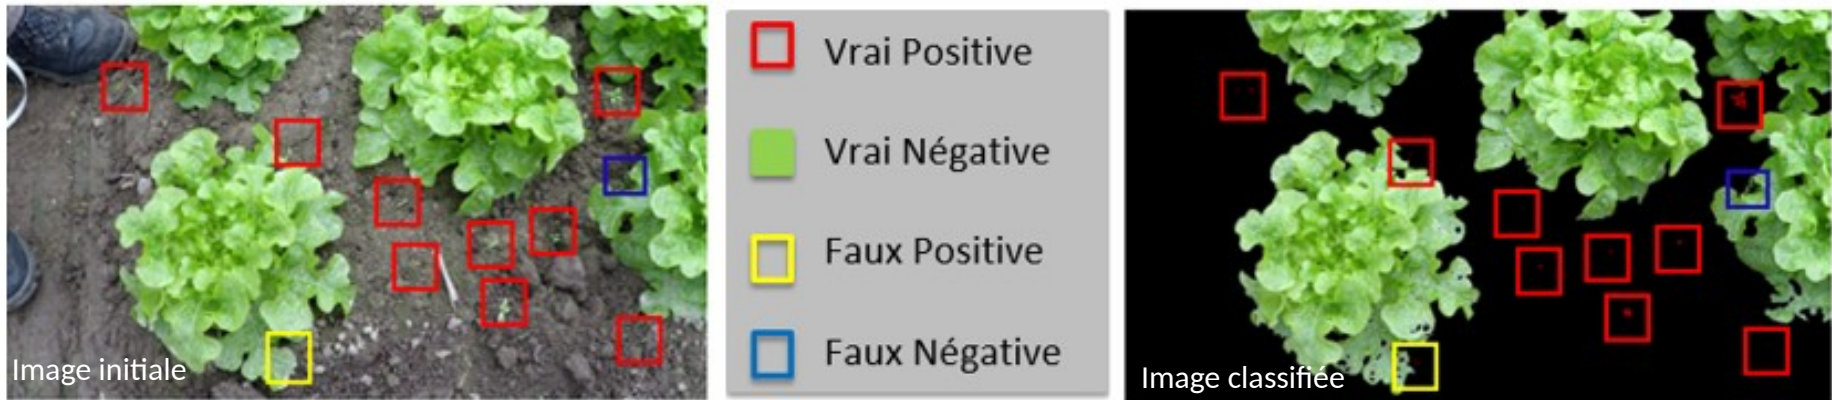 Image initiale
Vrai Positive
Vrai Négative
Faux Positive
Faux Négative
Image classifiée